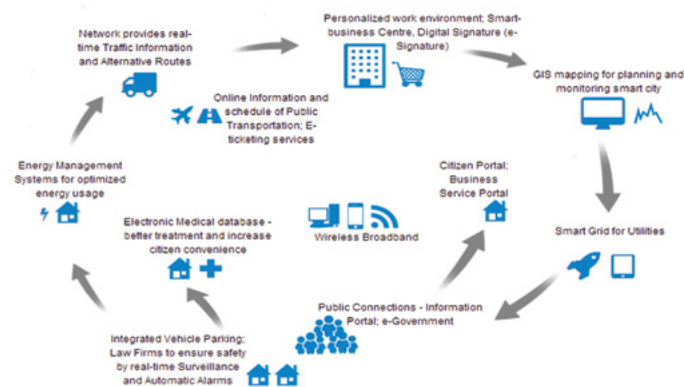 Personalized work environment; Smart-
business Centre, Digital Signature (e-
Signature)
Network provides real-
time Traffic Information
and Alternative Routes
GIS mapping for planning and
monitoring smart city
Online Information and
schedule of Public
Transportation; E-
ticketing services
Energy Management
Systems for optimized
energy usage
Citizen Portal;
Business
Service Portal
Electronic Medical database -
better treatment and increase
citizen convenience
Wireless Broadband
Smart Grid for Utilities
Public Connections - Information
Portal; e-Government
Integrated Vehicle Parking;
Law Firms to ensure safety
by real-time Surveillance
and Automatic Alarms